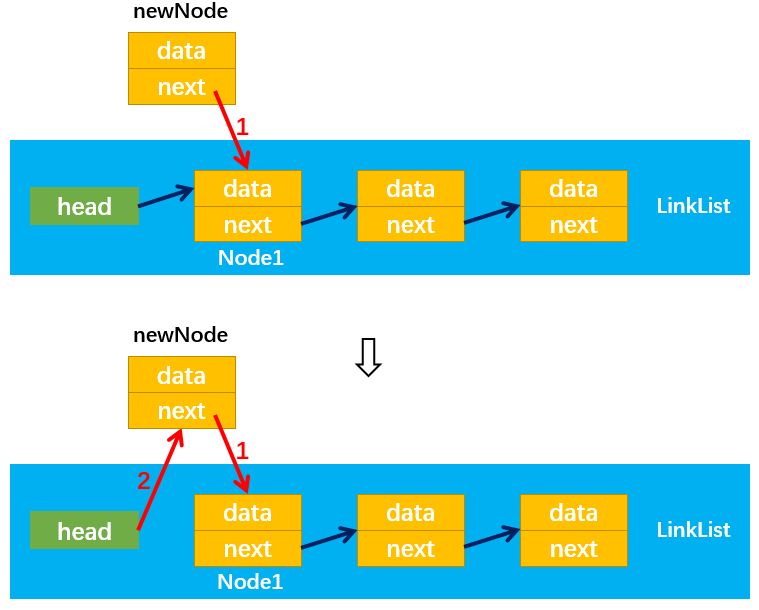 newNode
data
next
1
head
data
next
Node1
data
next
data
next
LinkList
newNode
data
next
1
2
head
data
next
Node1
data
next
data
next
LinkList